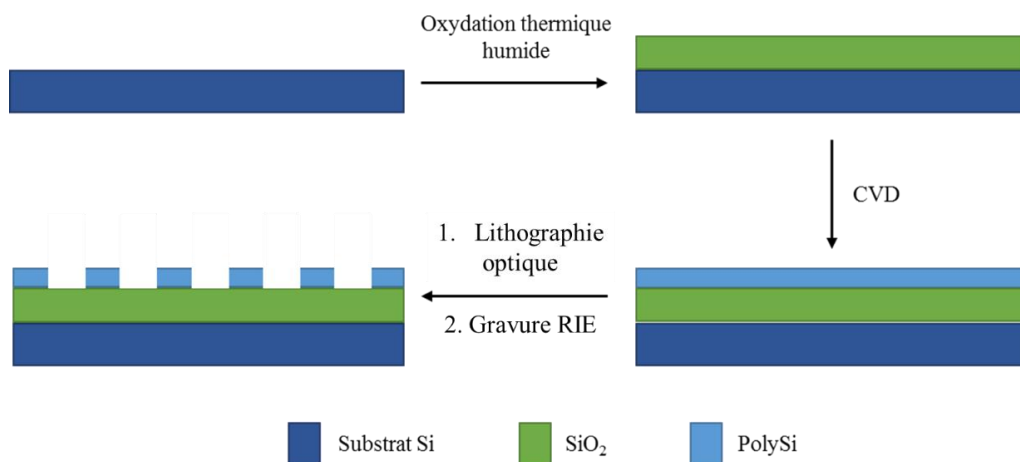 Oxydation thermique
humide
CVD
1. Lithographie
optique
2. Gravure RIE
Substrat Si
SiO₂
PolySi